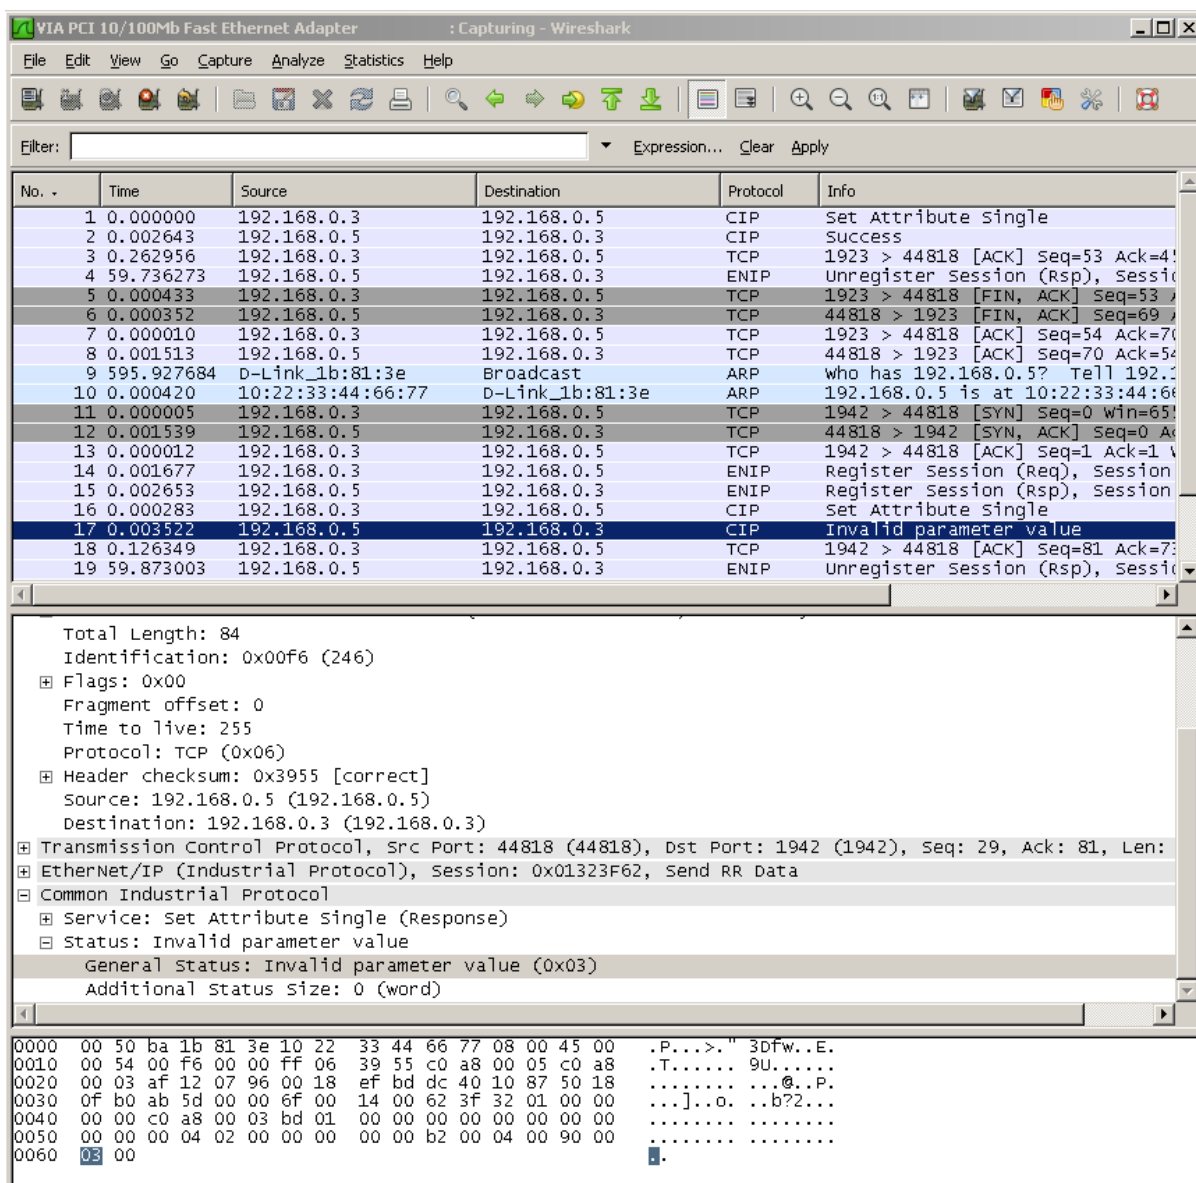 VIA PCI 10/100Mb Fast Ethernet Adapter : Capturing - Wireshark
File Edit View Go Capture Analyze Statistics Help
Filter: Expression... Clear Apply
No. Time Source Destination Protocol Info
1 0.000000 192.168.0.3 192.168.0.5 CIP Set Attribute Single
2 0.002643 192.168.0.5 192.168.0.3 CIP Success
3 0.262956 192.168.0.3 192.168.0.5 TCP 1923 > 44818 [ACK] Seq=53 Ack=4
4 59.736273 192.168.0.5 192.168.0.3 ENIP Unregister Session (Rsp), Sessi
5 0.000433 192.168.0.3 192.168.0.5 TCP 1923 > 44818 [FIN, ACK] Seq=53
6 0.000352 192.168.0.5 192.168.0.3 TCP 44818 > 1923 [FIN, ACK] Seq=69
7 0.000010 192.168.0.3 192.168.0.5 TCP 1923 > 44818 [ACK] Seq=54 Ack=70
8 0.001513 192.168.0.5 192.168.0.3 TCP 44818 > 1923 [ACK] Seq=70 Ack=54
9 595.927684 D-Link_1b:81:3e Broadcast ARP Who has 192.168.0.5? Tell 192.1
10 0.000420 10:22:33:44:66:77 D-Link_1b:81:3e ARP 192.168.0.5 is at 10:22:33:44:66
11 0.000005 192.168.0.3 192.168.0.5 TCP 1942 > 44818 [SYN] Seq=0 Win=65
12 0.001539 192.168.0.5 192.168.0.3 TCP 44818 > 1942 [SYN, ACK] Seq=0 A
13 0.000012 192.168.0.3 192.168.0.5 TCP 1942 > 44818 [ACK] Seq=1 Ack=1
14 0.001677 192.168.0.3 192.168.0.5 ENIP Register Session (Req), Session
15 0.002653 192.168.0.5 192.168.0.3 ENIP Register Session (Rsp), Session
16 0.000283 192.168.0.3 192.168.0.5 CIP Set Attribute Single
17 0.003522 192.168.0.5 192.168.0.3 CIP Invalid parameter value
18 0.126349 192.168.0.3 192.168.0.5 TCP 1942 > 44818 [ACK] Seq=81 Ack=73
19 59.873003 192.168.0.5 192.168.0.3 ENIP Unregister Session (Rsp), Sessi
Total Length: 84
Identification: 0x00f6 (246)
Flags: 0x00
Fragment offset: 0
Time to live: 255
Protocol: TCP (0x06)
Header checksum: 0x3955 [correct]
Source: 192.168.0.5 (192.168.0.5)
Destination: 192.168.0.3 (192.168.0.3)
Transmission Control Protocol, Src Port: 44818 (44818), Dst Port: 1942 (1942), Seq: 29, Ack: 81, Len:
EtherNet/IP (Industrial Protocol), Session: 0x01323F62, Send RR Data
Common Industrial Protocol
Service: Set Attribute Single (Response)
Status: Invalid parameter value
General Status: Invalid parameter value (0x03)
Additional Status Size: 0 (word)
0000 00 50 ba 1b 81 3e 10 22 33 44 66 77 08 00 45 00 .P...>." 3Dfw..E.
0010 00 54 00 f6 00 00 ff 06 39 55 c0 a8 00 05 c0 a8 .T...... 9U......
0020 00 03 af 12 07 96 00 18 ef bd dc 40 10 87 50 18 ........ ...@..P.
0030 0f b0 ab 5d 00 00 6f 00 14 00 62 3f 32 01 00 00 ...]..o. ..b?2...
0040 00 00 c0 a8 00 03 bd 01 00 00 00 00 00 00 00 00 ........ ........
0050 00 00 00 04 02 00 00 00 00 00 b2 00 04 00 90 00 ........ ........
0060 03 00 ..